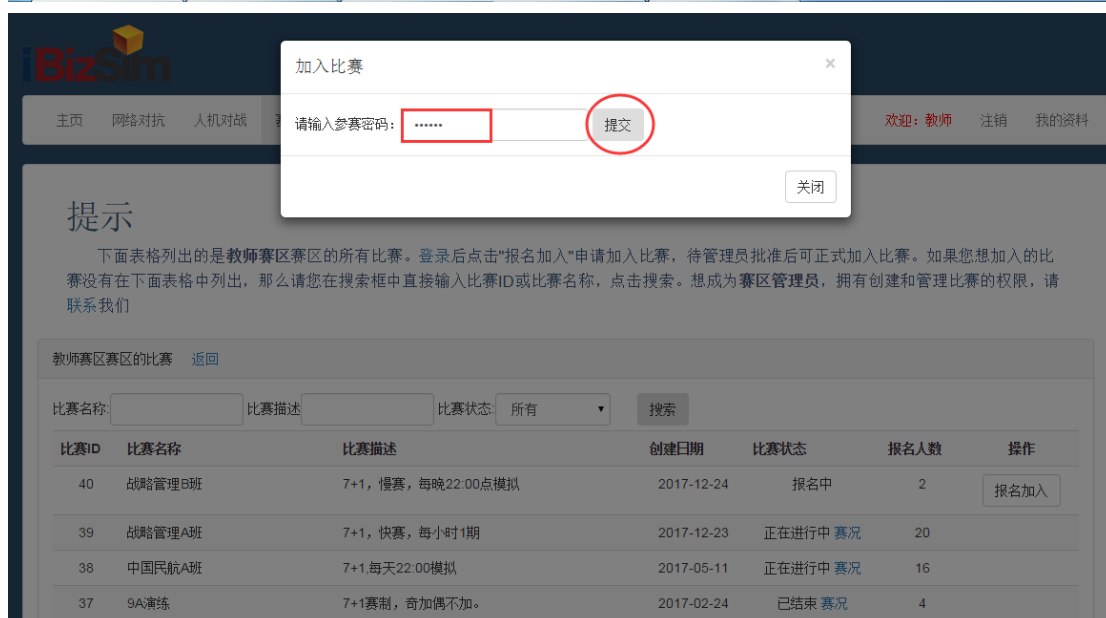 iBizSim
加入比赛 ×
请输入参赛密码： ······ 提交
主页 网络对抗 人机对战 欢迎：教师 注销 我的资料
关闭
提示
下面表格列出的是教师赛区赛区的所有比赛。登录后点击"报名加入"申请加入比赛，待管理员批准后可正式加入比赛。如果您想加入的比
赛没有在下面表格中列出，那么请您在搜索框中直接输入比赛ID或比赛名称，点击搜索。想成为赛区管理员，拥有创建和管理比赛的权限，请
联系我们
教师赛区赛区的比赛 返回
比赛名称: 比赛描述 比赛状态: 所有 搜索
比赛ID 比赛名称 比赛描述 创建日期 比赛状态 报名人数 操作
40 战略管理B班 7+1，慢赛，每晚22:00点模拟 2017-12-24 报名中 2 报名加入
39 战略管理A班 7+1，快赛，每小时1期 2017-12-23 正在进行中 赛况 20
38 中国民航A班 7+1,每天22:00模拟 2017-05-11 正在进行中 赛况 16
37 9A演练 7+1赛制，奇加偶不加。 2017-02-24 已结束 赛况 4